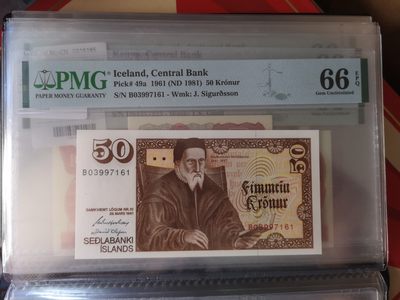 PMG
PAPER MONEY GUARANTY
Iceland, Central Bank
Pick# 49a 1961 (ND 1981) 50 Krónur
S/N B03997161 - Wmk: J. Sigurðsson
66 EPQ
Gem Uncirculated
50
B03997161
SEÐLABANKI
ÍSLANDS
Fimmtíu
Krónur
50
B03997161